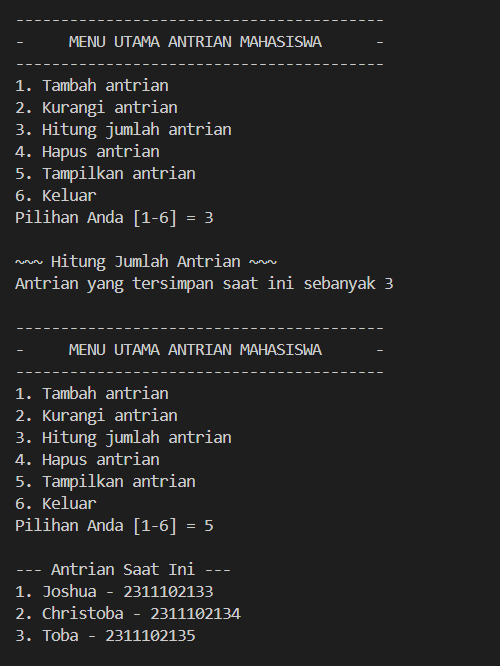 -----------------------------------------
-     MENU UTAMA ANTRIAN MAHASISWA      -
-----------------------------------------
1. Tambah antrian
2. Kurangi antrian
3. Hitung jumlah antrian
4. Hapus antrian
5. Tampilkan antrian
6. Keluar
Pilihan Anda [1-6] = 3
~~~ Hitung Jumlah Antrian ~~~
Antrian yang tersimpan saat ini sebanyak 3
-----------------------------------------
-     MENU UTAMA ANTRIAN MAHASISWA      -
-----------------------------------------
1. Tambah antrian
2. Kurangi antrian
3. Hitung jumlah antrian
4. Hapus antrian
5. Tampilkan antrian
6. Keluar
Pilihan Anda [1-6] = 5
--- Antrian Saat Ini ---
1. Joshua - 2311102133
2. Christoba - 2311102134
3. Toba - 2311102135